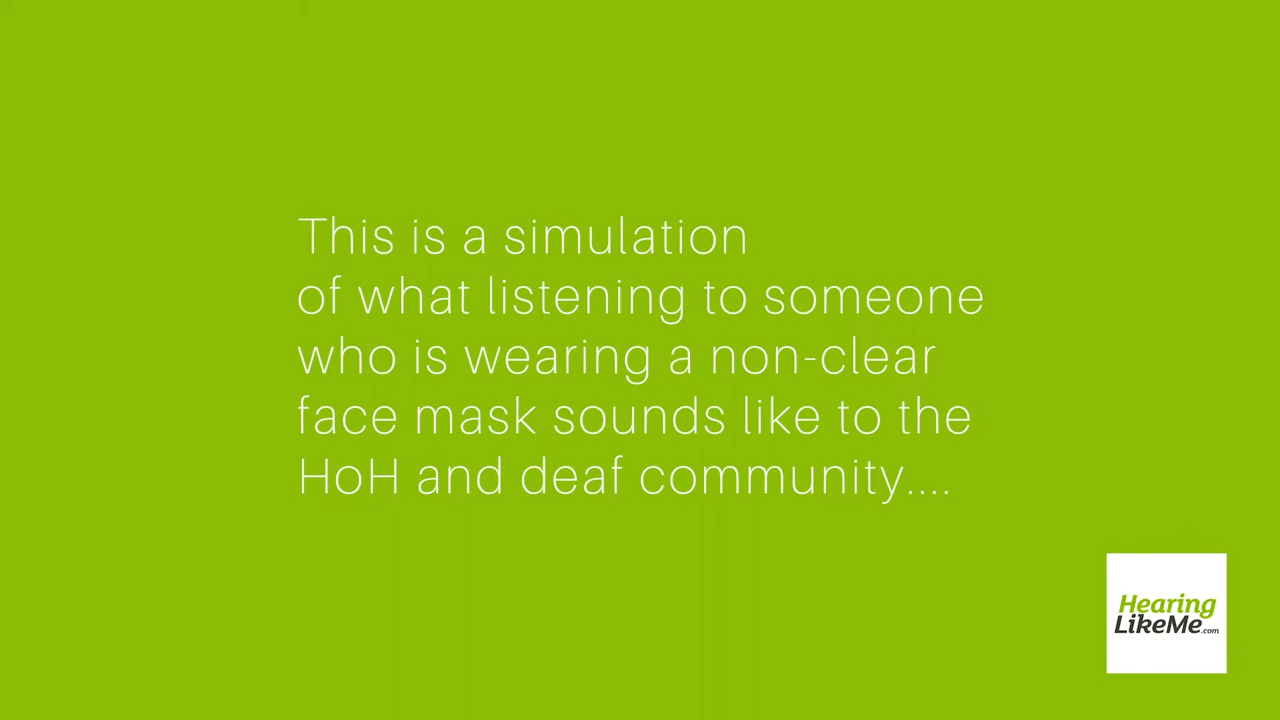 This is a simulation
of what listening to someone
who is wearing a non-clear
face mask sounds like to the
HoH and deaf community....
Hearing
LikeMe.com